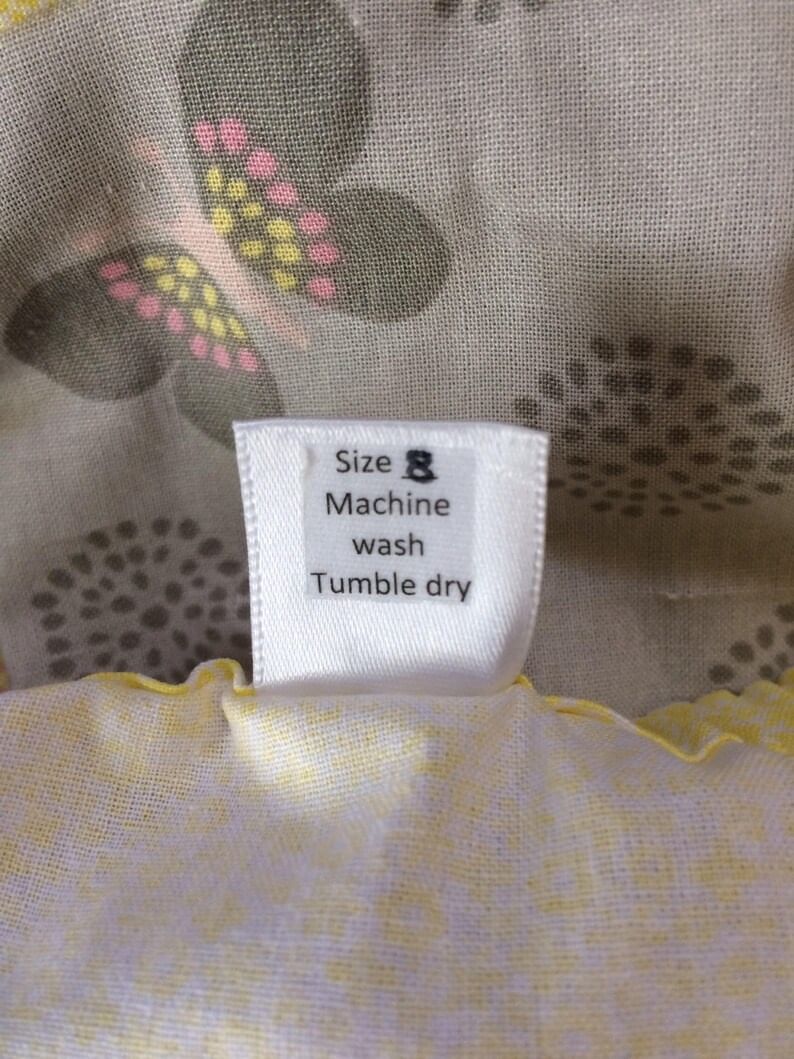 Size 8
Machine
wash
Tumble dry